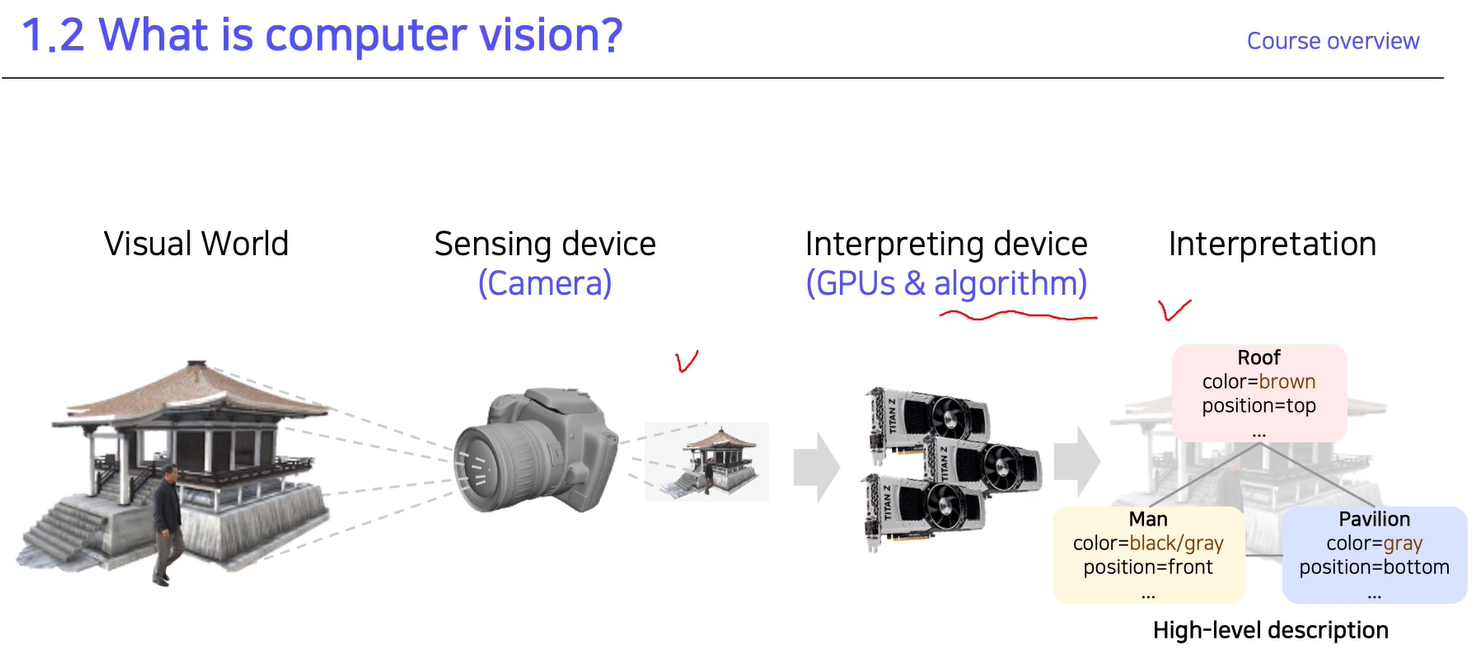 1.2 What is computer vision?
Course overview
Visual World
Sensing device
(Camera)
Interpreting device
(GPUs & algorithm)
Interpretation
TITAN Z
TITAN Z
TITAN Z
Roof
color=brown
position=top
...
Man
color=black/gray
position=front
...
Pavilion
color=gray
position=bottom
...
High-level description